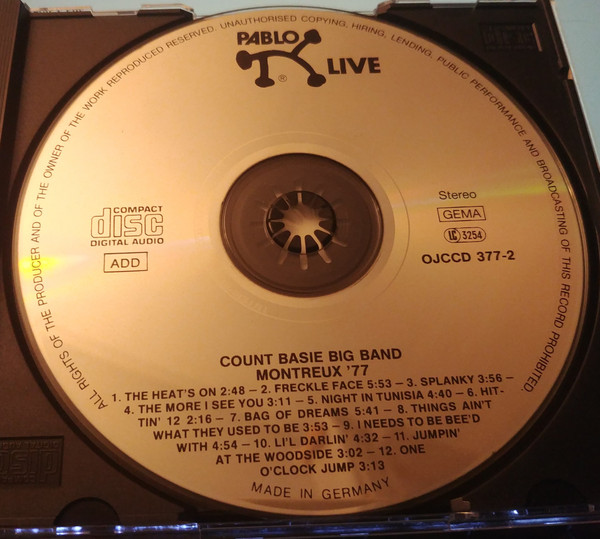 ALL RIGHTS OF THE PRODUCER AND OF THE OWNER OF THE WORK REPRODUCED RESERVED. UNAUTHORISED COPYING, HIRING, LENDING, PUBLIC PERFORMANCE AND BROADCASTING OF THIS RECORD PROHIBITED.
PABLO
®
LIVE
COMPACT
disc
DIGITAL AUDIO
ADD
Stereo
GEMA
LC 3254
OJCCD 377-2
COUNT BASIE BIG BAND
MONTREUX '77
1. THE HEAT'S ON 2:48 – 2. FRECKLE FACE 5:53 – 3. SPLANKY 3:56 –
4. THE MORE I SEE YOU 3:11 – 5. NIGHT IN TUNISIA 4:40 – 6. HIT-
TIN' 12 2:16 – 7. BAG OF DREAMS 5:41 – 8. THINGS AIN'T
WHAT THEY USED TO BE 3:53 – 9. I NEEDS TO BE BEE'D
WITH 4:54 – 10. LI'L DARLIN' 4:32 – 11. JUMPIN'
AT THE WOODSIDE 3:02 – 12. ONE
O'CLOCK JUMP 3:13
MADE IN GERMANY